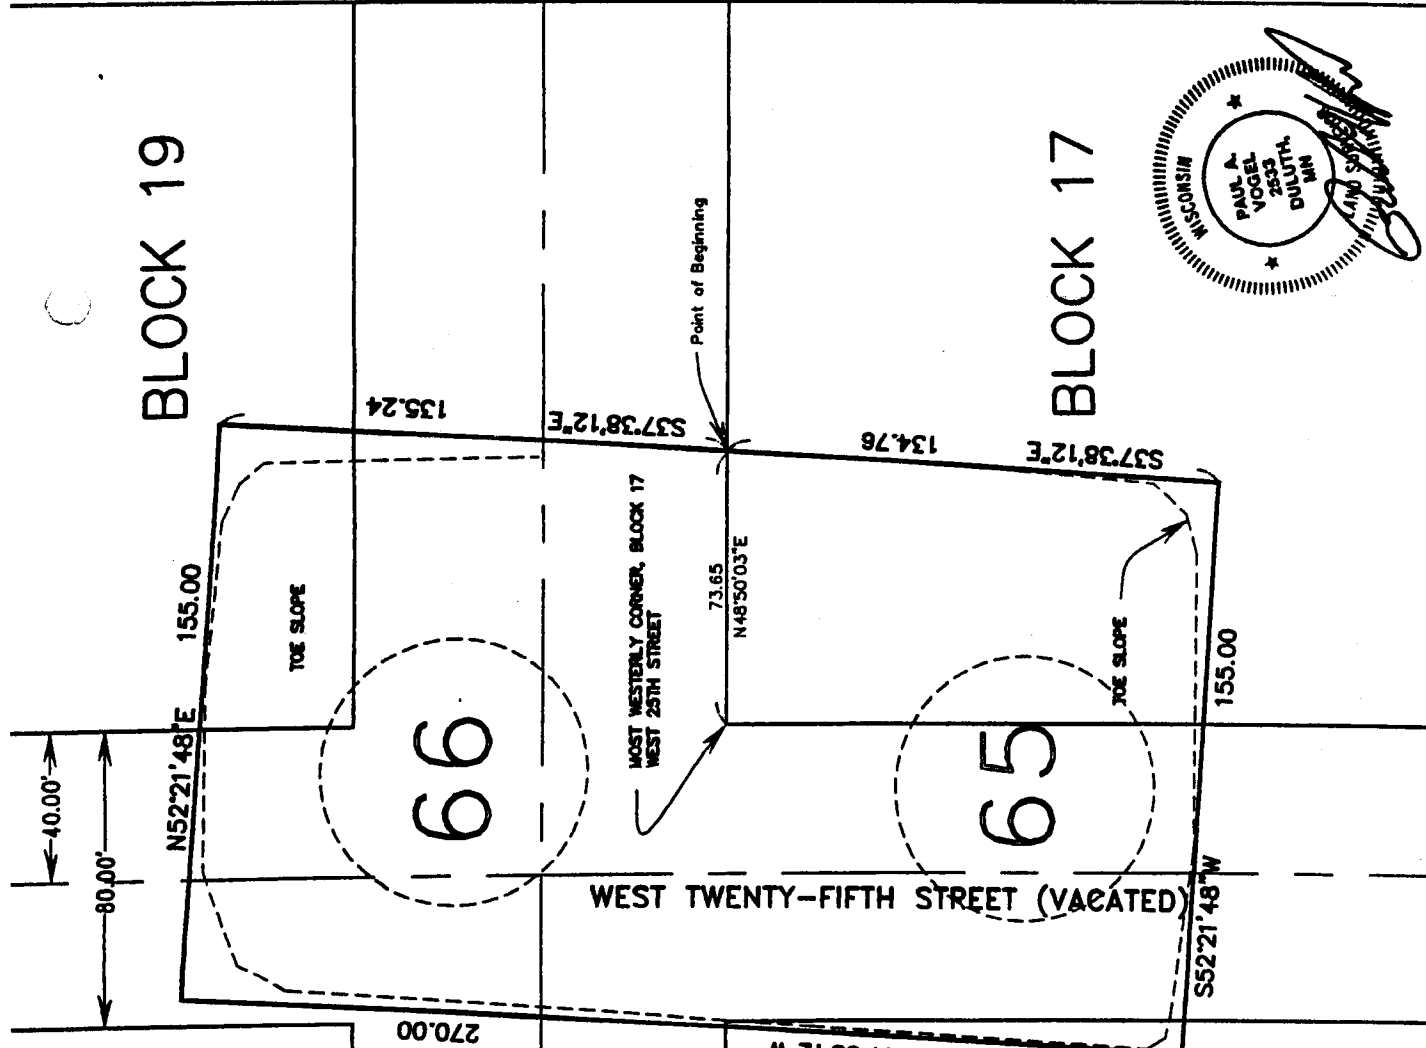 BLOCK 19
BLOCK 17
WISCONSIN
PAUL A.
VOGEL
2533
DULUTH,
MN
LAND SURVEYOR
Point of Beginning
135.24
S37°38'12"E
134.76
S37°38'12"E
155.00
N52°21'48"E
TOE SLOPE
MOST WESTERLY CORNER, BLOCK 17
WEST 25TH STREET
73.65
N48°50'03"E
TOE SLOPE
155.00
S52°21'48"W
66
65
40.00'
80.00'
WEST TWENTY-FIFTH STREET (VACATED)
270.00